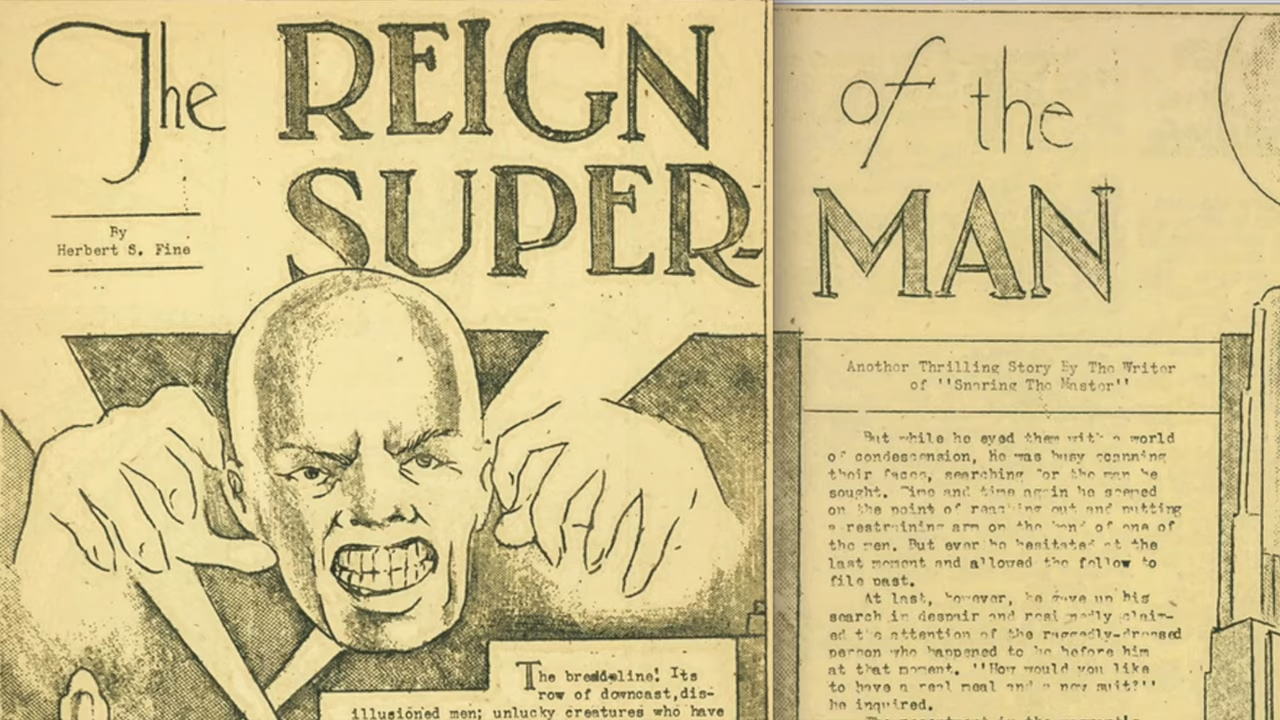 The REIGN of the
SUPER-MAN
By
Herbert S. Fine
The breadline! Its
row of downcast,dis-
illusioned men; unlucky creatures who have
Another Thrilling Story By The Writer
of "Snaring The Master"
But while he eyed them with a world
of condescension, He was busy scanning
their faces, searching for the man he
sought. Time and time again he seemed
on the point of reaching out and putting
a restraining arm on the bend of one of
the men. But ever he hesitated at the
last moment and allowed the fellow to
file past.
At last, however, he gave up his
search in despair and resignedly claim-
ed the attention of the raggedly-dressed
person who happened to be before him
at that moment. "How would you like
to have a real meal and a new suit?"
he inquired.